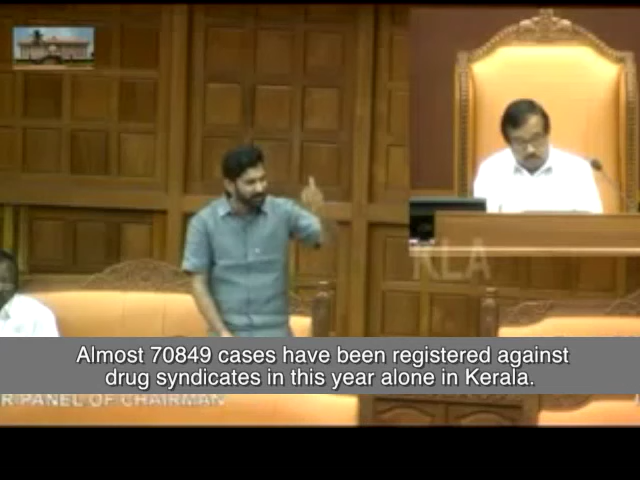 KLA
Almost 70849 cases have been registered against
drug syndicates in this year alone in Kerala.
R PANEL OF CHAIRMAN